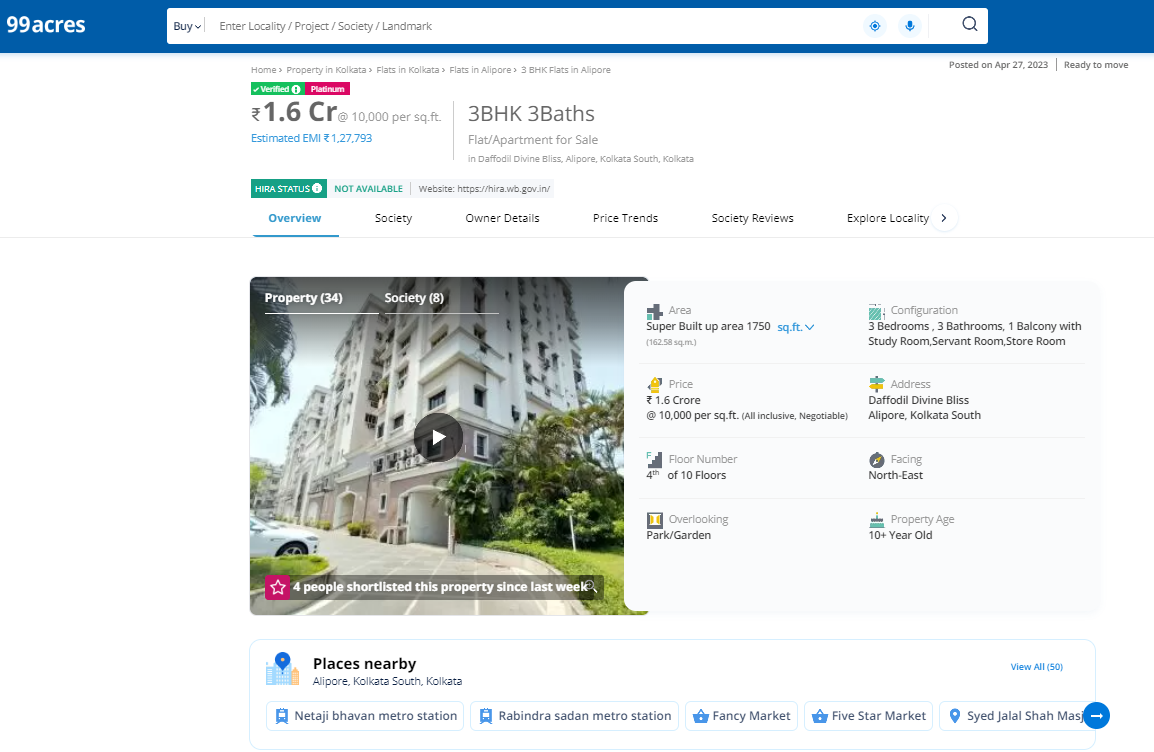 99acres
Buy
Enter Locality / Project / Society / Landmark
Home › Property in Kolkata › Flats in Kolkata › Flats in Alipore › 3 BHK Flats in Alipore
Posted on Apr 27, 2023 | Ready to move
Verified Platinum
₹1.6 Cr @ 10,000 per sq.ft.
Estimated EMI ₹ 1,27,793
3BHK 3Baths
Flat/Apartment for Sale
in Daffodil Divine Bliss, Alipore, Kolkata South, Kolkata
HIRA STATUS NOT AVAILABLE | Website: https://hira.wb.gov.in/
Overview Society Owner Details Price Trends Society Reviews Explore Locality
Property (34) Society (8)
4 people shortlisted this property since last week
Area
Super Built up area 1750 sq.ft.
(162.58 sq.m.)
Configuration
3 Bedrooms , 3 Bathrooms, 1 Balcony with
Study Room,Servant Room,Store Room
Price
₹ 1.6 Crore
@ 10,000 per sq.ft. (All inclusive, Negotiable)
Address
Daffodil Divine Bliss
Alipore, Kolkata South
Floor Number
4th of 10 Floors
Facing
North-East
Overlooking
Park/Garden
Property Age
10+ Year Old
Places nearby
Alipore, Kolkata South, Kolkata
View All (50)
Netaji bhavan metro station Rabindra sadan metro station Fancy Market Five Star Market Syed Jalal Shah Masj